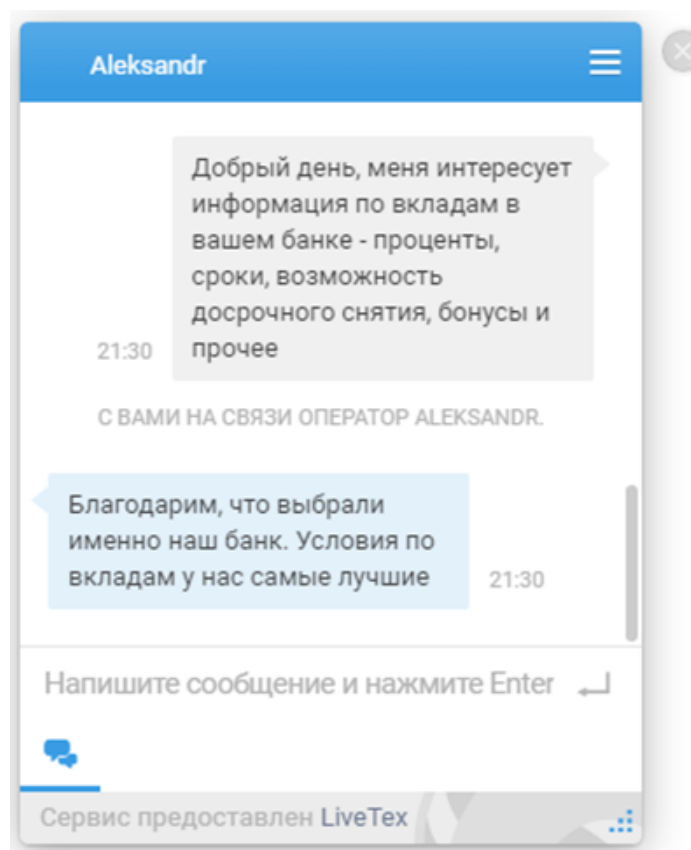 Aleksandr
Добрый день, меня интересует
информация по вкладам в
вашем банке - проценты,
сроки, возможность
досрочного снятия, бонусы и
прочее
21:30
С ВАМИ НА СВЯЗИ ОПЕРАТОР ALEKSANDR.
Благодарим, что выбрали
именно наш банк. Условия по
вкладам у нас самые лучшие
21:30
Напишите сообщение и нажмите Enter
Сервис предоставлен LiveTex